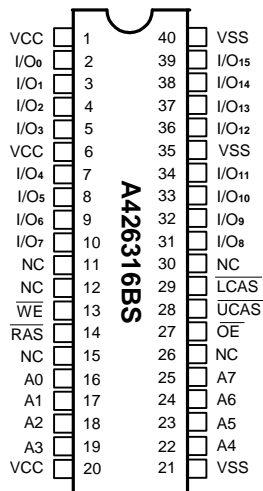 VCC 1 40 VSS
I/O0 2 39 I/O15
I/O1 3 38 I/O14
I/O2 4 37 I/O13
I/O3 5 36 I/O12
VCC 6 35 VSS
I/O4 7 34 I/O11
I/O5 8 33 I/O10
I/O6 9 32 I/O9
I/O7 10 31 I/O8
NC 11 30 NC
NC 12 29 LCAS
WE 13 28 UCAS
RAS 14 27 OE
NC 15 26 NC
A0 16 25 A7
A1 17 24 A6
A2 18 23 A5
A3 19 22 A4
VCC 20 21 VSS
A426316BS